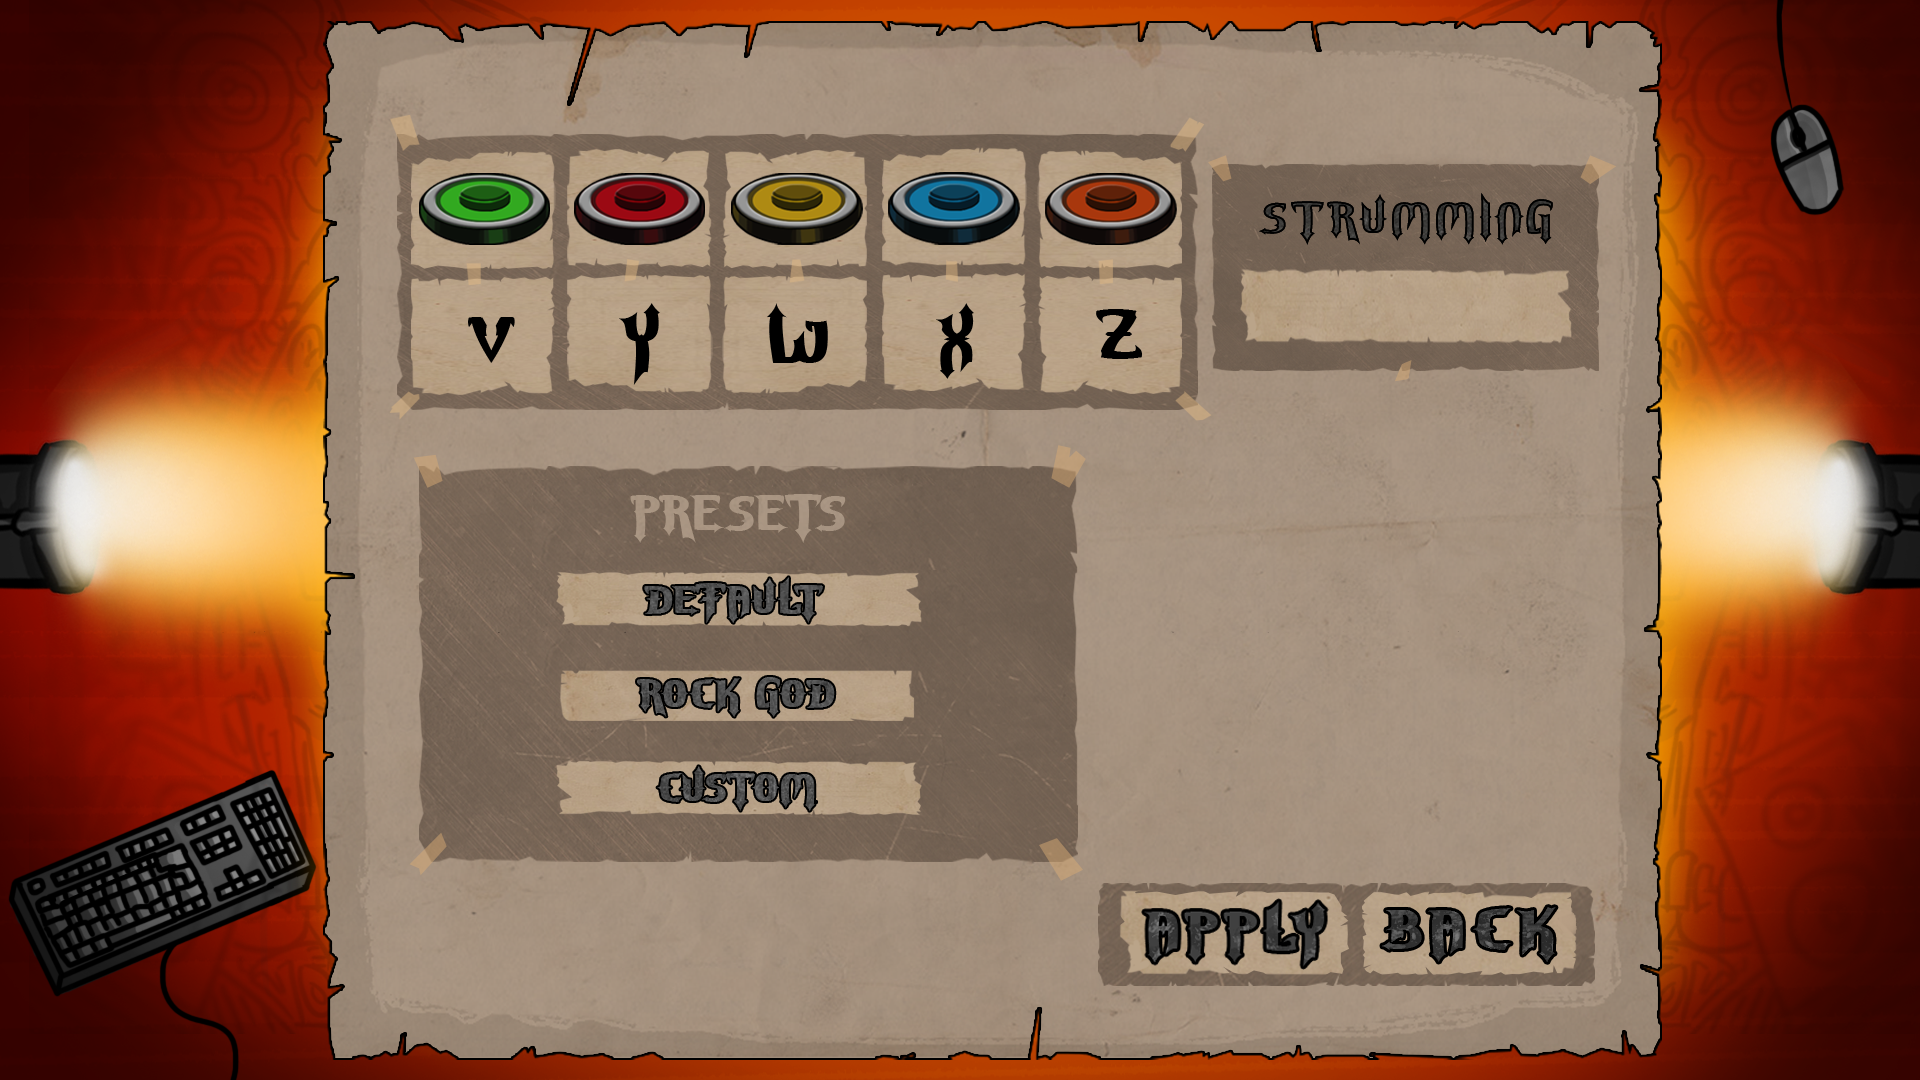 STRUMMING
V Y W X Z
PRESETS
DEFAULT
ROCK GOD
CUSTOM
APPLY BACK